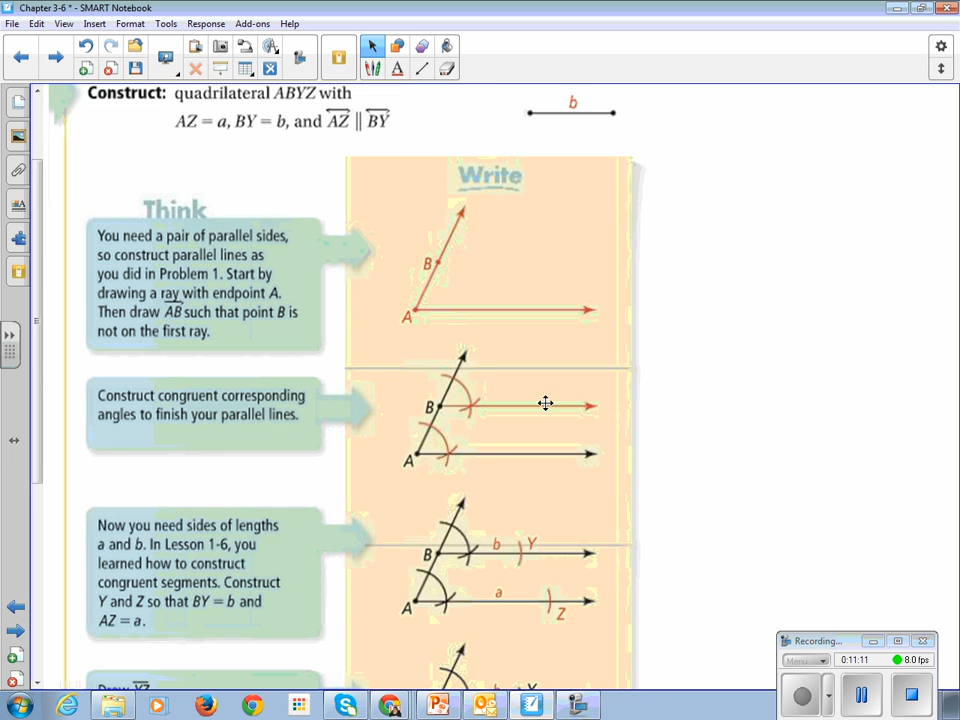 Chapter 3-6 * - SMART Notebook
File Edit View Insert Format Tools Response Add-ons Help
Construct: quadrilateral ABYZ with
AZ = a, BY = b, and AZ ∥ BY
b
Write
Think
You need a pair of parallel sides,
so construct parallel lines as
you did in Problem 1. Start by
drawing a ray with endpoint A.
Then draw AB such that point B is
not on the first ray.
B
A
Construct congruent corresponding
angles to finish your parallel lines.
B
A
Now you need sides of lengths
a and b. In Lesson 1-6, you
learned how to construct
congruent segments. Construct
Y and Z so that BY = b and
AZ = a.
B
b
Y
A
a
Z
Draw YZ
b Y
Recording...
Menu
0:11:11
8.0 fps